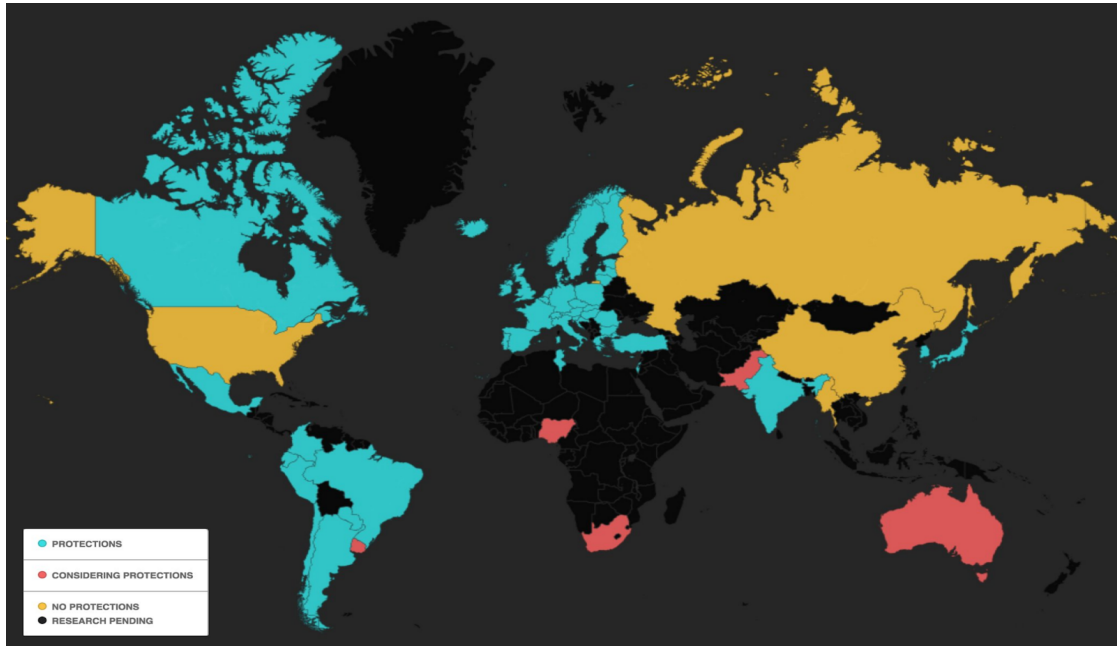 PROTECTIONS
CONSIDERING PROTECTIONS
NO PROTECTIONS
RESEARCH PENDING